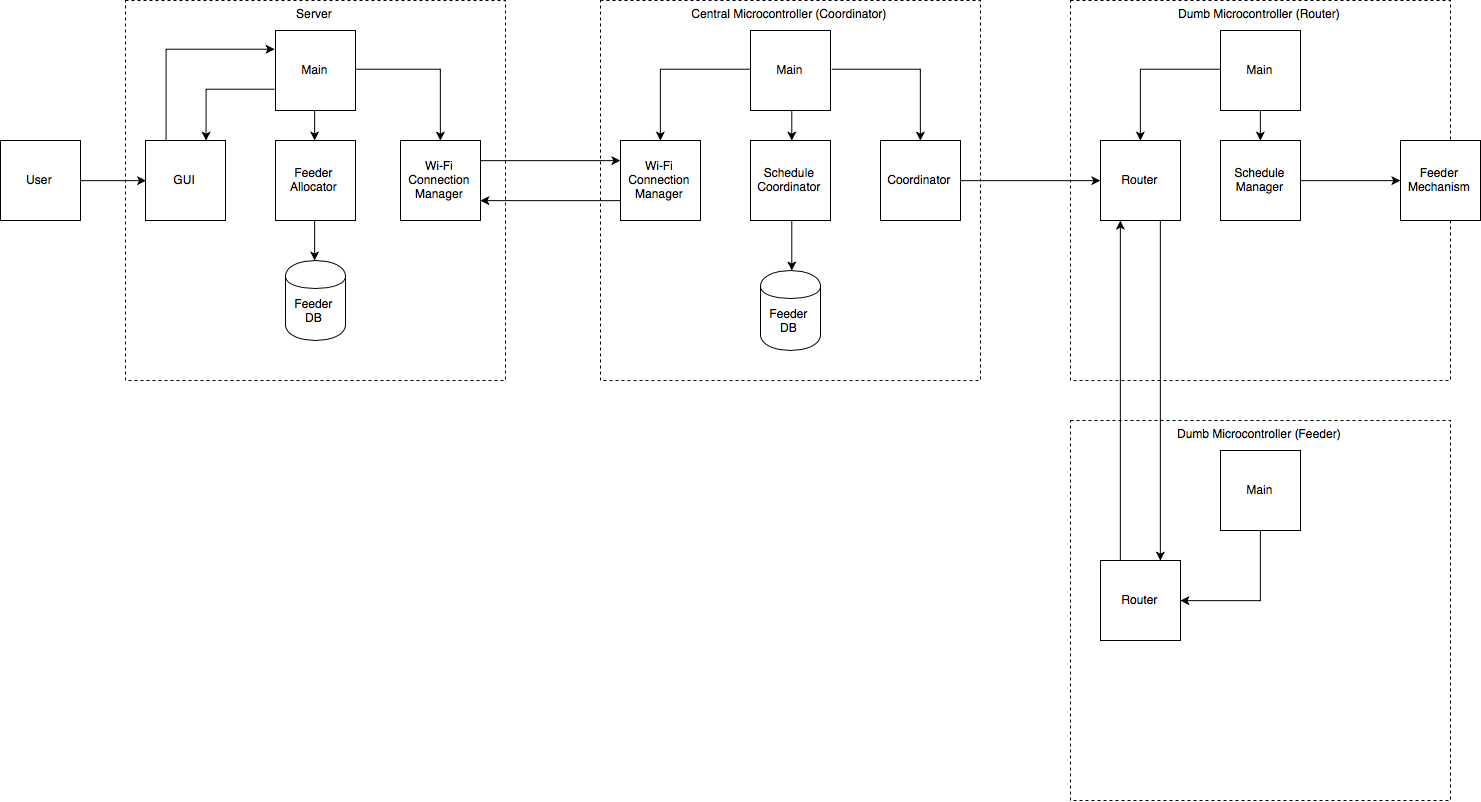 Server
Central Microcontroller (Coordinator)
Dumb Microcontroller (Router)
Main
Main
Main
User
GUI
Feeder
Allocator
Wi-Fi
Connection
Manager
Wi-Fi
Connection
Manager
Schedule
Coordinator
Coordinator
Router
Schedule
Manager
Feeder
Mechanism
Feeder
DB
Feeder
DB
Dumb Microcontroller (Feeder)
Main
Router